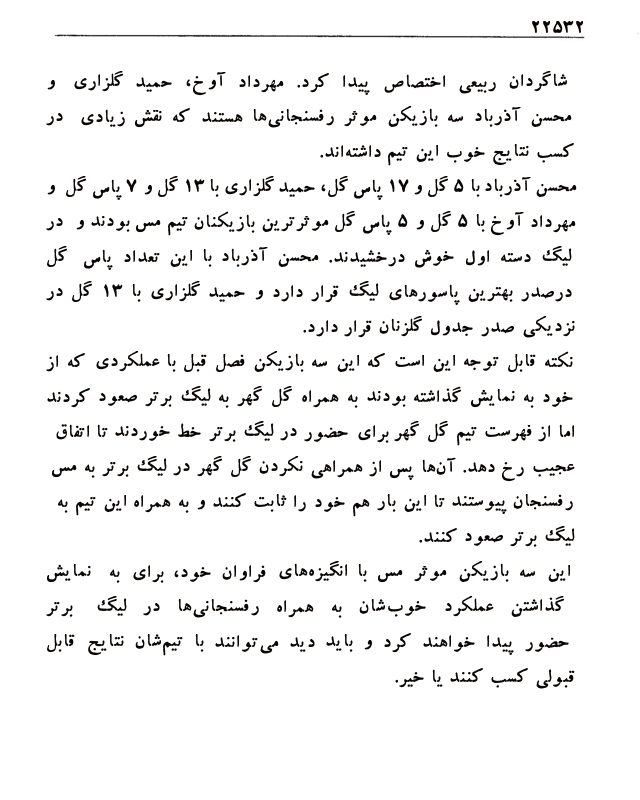 ۲۲۵۳۲
شاگردان ربیعی اختصاص پیدا کرد. مهرداد آوخ، حمید گلزاری و
محسن آذرباد سه بازیکن موثر رفسنجانی‌ها هستند که نقش زیادی در
کسب نتایج خوب این تیم داشته‌اند.
محسن آذرباد با ۵ گل و ۱۷ پاس گل، حمید گلزاری با ۱۳ گل و ۷ پاس گل و
مهرداد آوخ با ۵ گل و ۵ پاس گل موثرترین بازیکنان تیم مس بودند و در
لیگ دسته اول خوش درخشیدند. محسن آذرباد با این تعداد پاس گل
درصدر بهترین پاسورهای لیگ قرار دارد و حمید گلزاری با ۱۳ گل در
نزدیکی صدر جدول گلزنان قرار دارد.
نکته قابل توجه این است که این سه بازیکن فصل قبل با عملکردی که از
خود به نمایش گذاشته بودند به همراه گل گهر به لیگ برتر صعود کردند
اما از فهرست تیم گل گهر برای حضور در لیگ برتر خط خوردند تا اتفاق
عجیب رخ دهد. آن‌ها پس از همراهی نکردن گل گهر در لیگ برتر به مس
رفسنجان پیوستند تا این بار هم خود را ثابت کنند و به همراه این تیم به
لیگ برتر صعود کنند.
این سه بازیکن موثر مس با انگیزه‌های فراوان خود، برای به نمایش
گذاشتن عملکرد خوب‌شان به همراه رفسنجانی‌ها در لیگ برتر
حضور پیدا خواهند کرد و باید دید می‌توانند با تیم‌شان نتایج قابل
قبولی کسب کنند یا خیر.